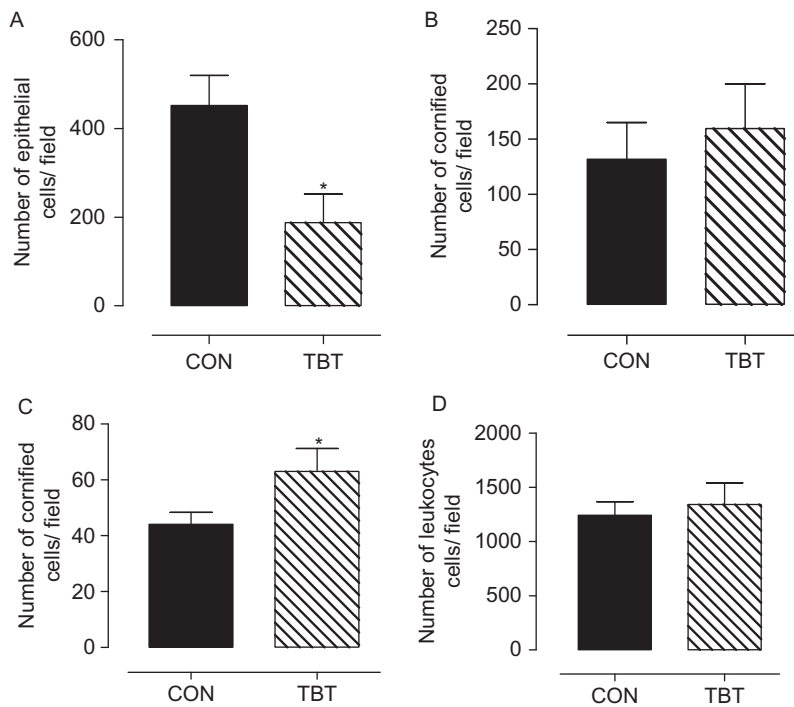 A
Number of epithelial
cells/ field
600
400
200
0
*
CON
TBT
B
Number of cornified
cells/ field
250
200
150
100
50
0
CON
TBT
C
Number of cornified
cells/ field
80
60
40
20
0
*
CON
TBT
D
Number of leukocytes
cells/ field
2000
1500
1000
500
0
CON
TBT